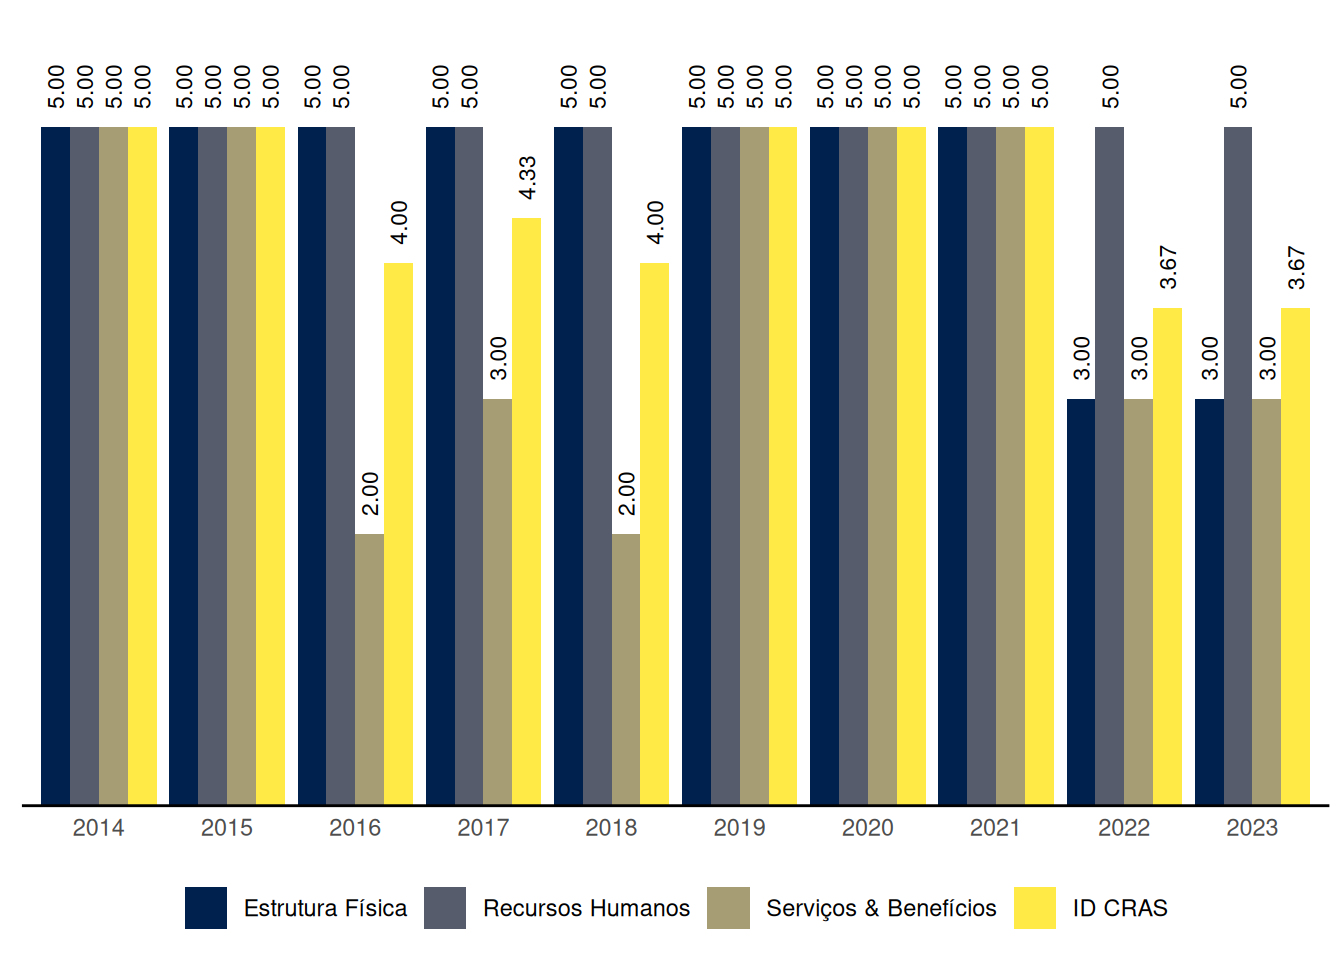 5.00 5.00 5.00 5.00 5.00 5.00 5.00 5.00 5.00 5.00 2.00 4.00 5.00 5.00 3.00 4.33 5.00 5.00 2.00 4.00 5.00 5.00 5.00 5.00 5.00 5.00 5.00 5.00 5.00 5.00 5.00 5.00 3.00 5.00 3.00 3.67 3.00 5.00 3.00 3.67
2014 2015 2016 2017 2018 2019 2020 2021 2022 2023
Estrutura Física Recursos Humanos Serviços & Benefícios ID CRAS